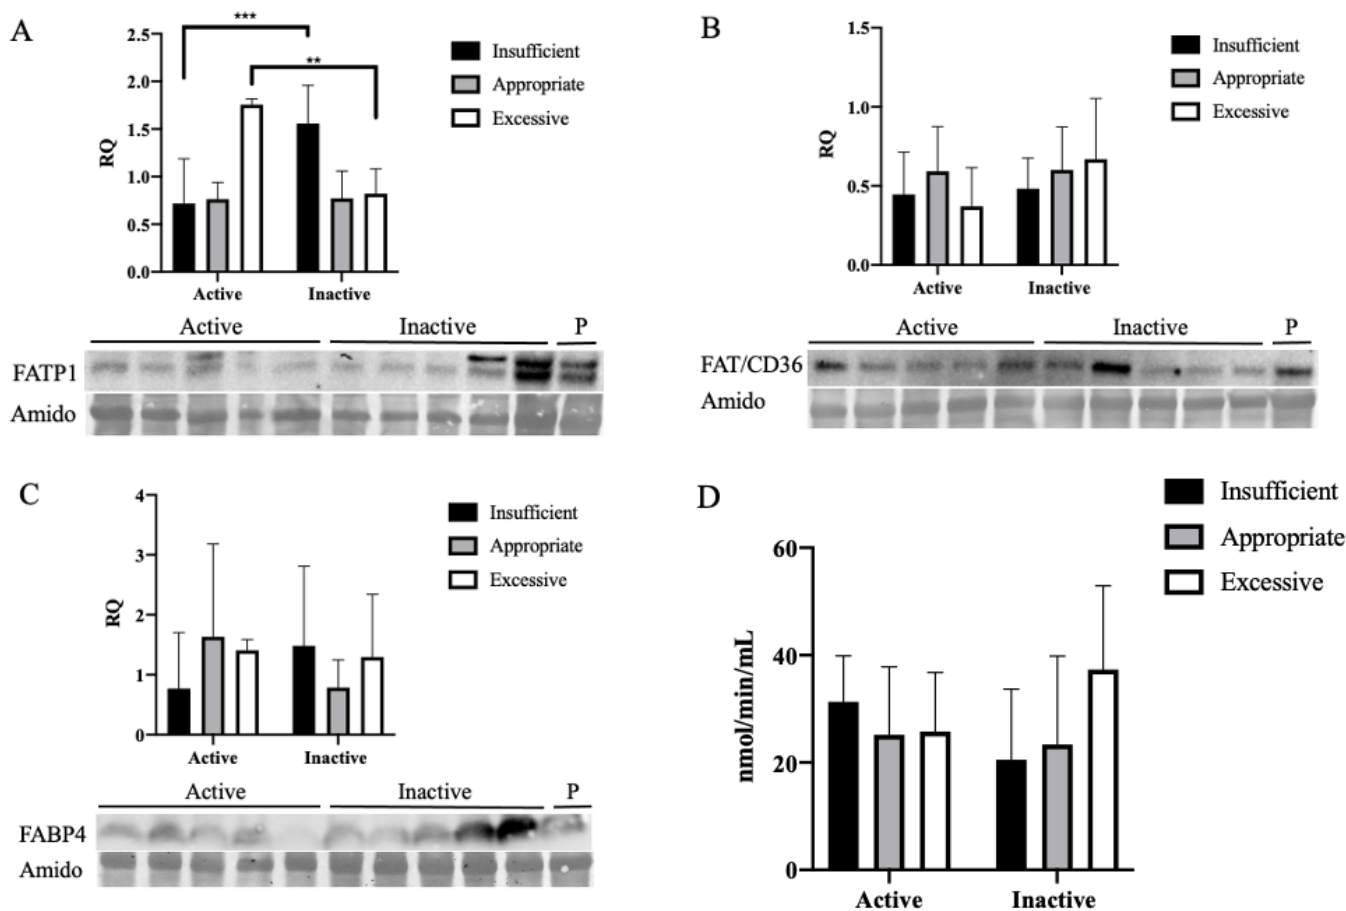 A
***
**
2.5
2.0
1.5
1.0
0.5
0.0
RQ
Insufficient
Appropriate
Excessive
Active Inactive
Active Inactive P
FATP1
Amido
B
1.5
1.0
0.5
0.0
RQ
Insufficient
Appropriate
Excessive
Active Inactive
Active Inactive P
FAT/CD36
Amido
C
4
3
2
1
0
RQ
Insufficient
Appropriate
Excessive
Active Inactive
Active Inactive P
FABP4
Amido
D
60
40
20
0
nmol/min/mL
Insufficient
Appropriate
Excessive
Active Inactive